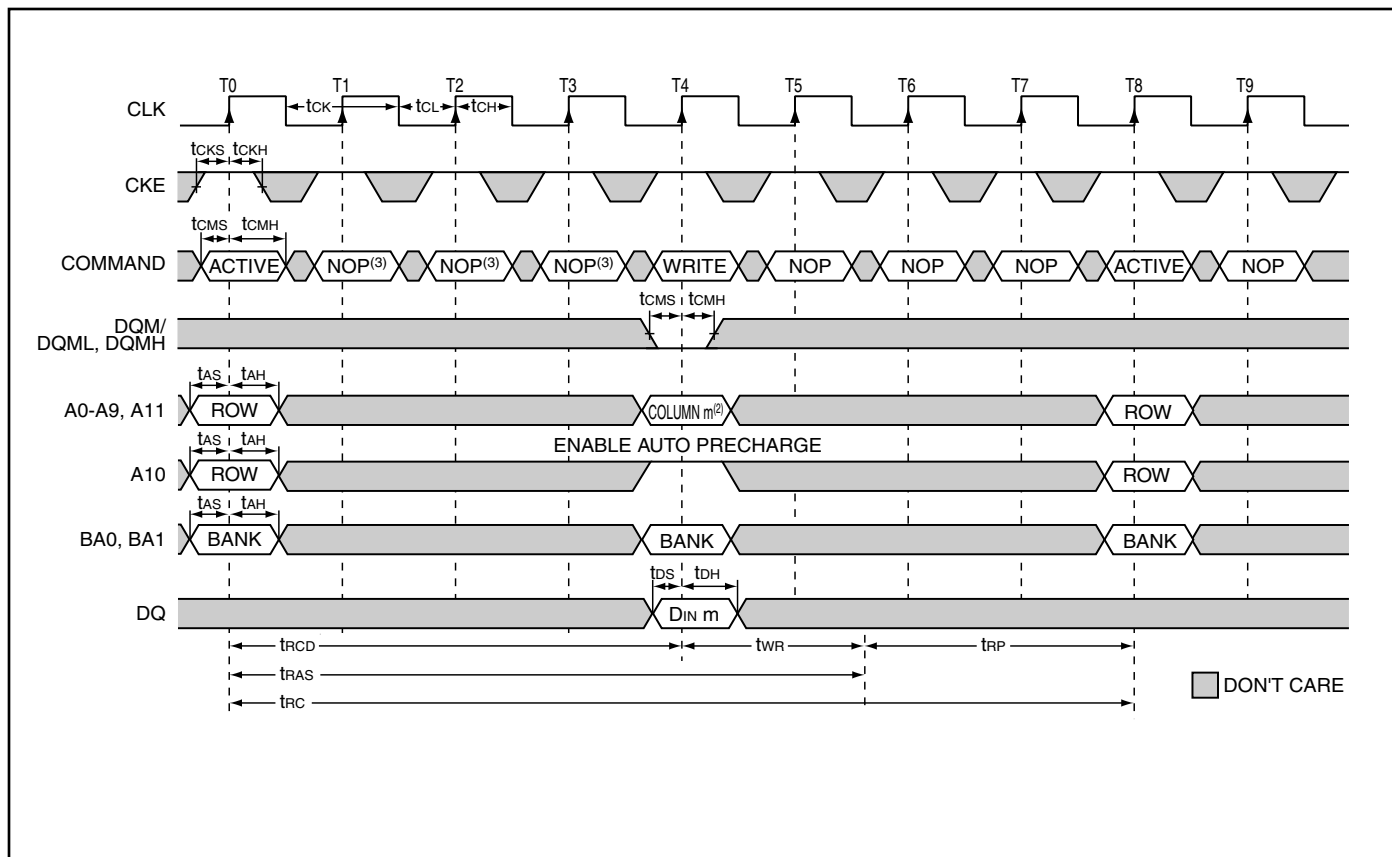 T0 T1 T2 T3 T4 T5 T6 T7 T8 T9
CLK tCK tCL tCH
tCKS tCKH
CKE
tCMS tCMH
COMMAND ACTIVE NOP(3) NOP(3) NOP(3) WRITE NOP NOP NOP ACTIVE NOP
tCMS tCMH
DQM/
DQML, DQMH
tAS tAH
A0-A9, A11 ROW COLUMN m(2) ROW
tAS tAH ENABLE AUTO PRECHARGE
A10 ROW ROW
tAS tAH
BA0, BA1 BANK BANK BANK
tDS tDH
DQ DIN m
tRCD tWR tRP
tRAS
DON'T CARE
tRC